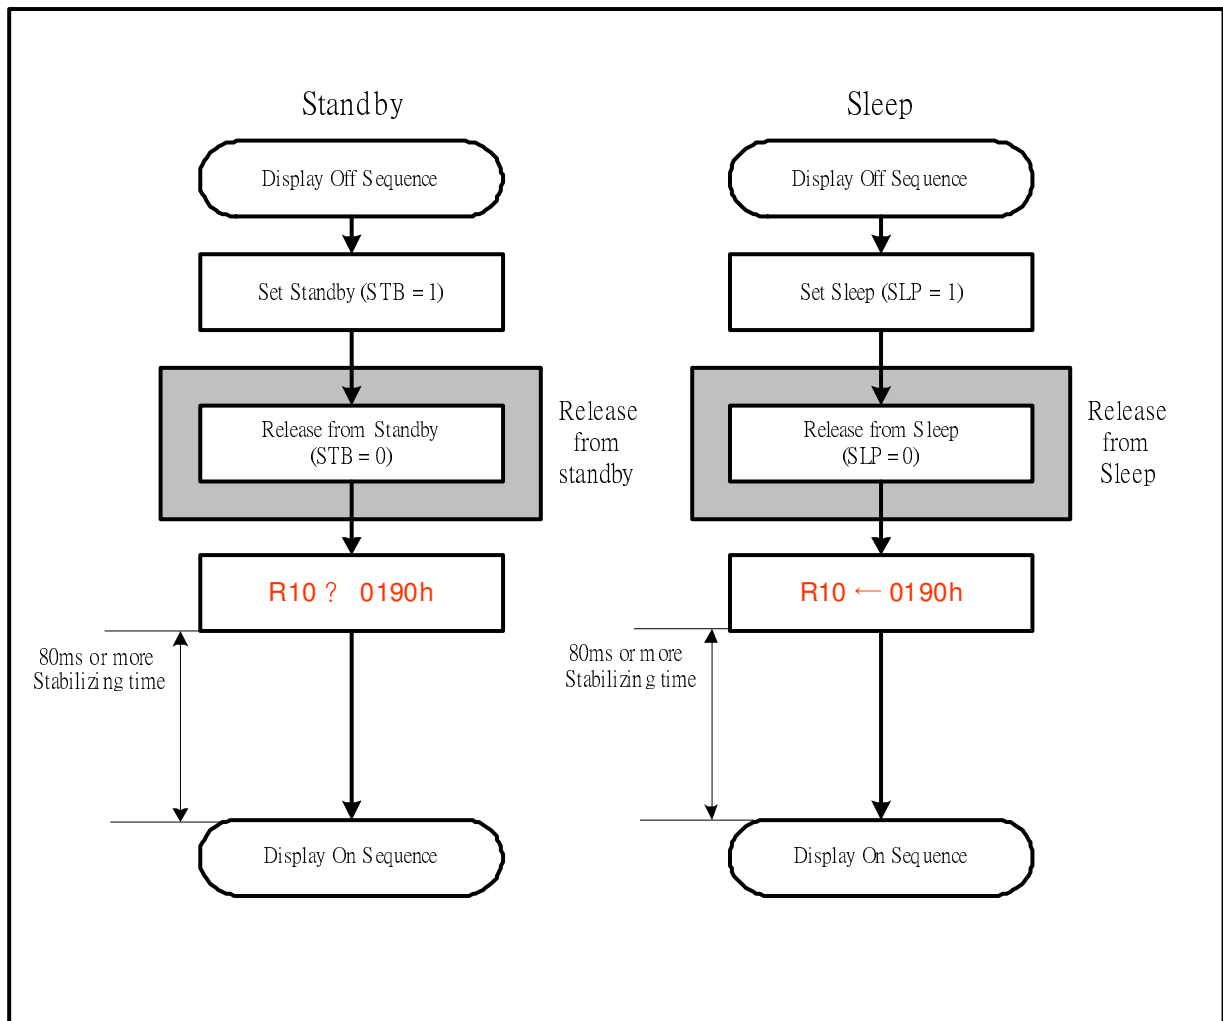 Standby
Display Off Sequence
Set Standby (STB = 1)
Release from Standby
(STB = 0)
Release
from
standby
R10 ? 0190h
80ms or more
Stabilizing time
Display On Sequence
Sleep
Display Off Sequence
Set Sleep (SLP = 1)
Release from Sleep
(SLP = 0)
Release
from
Sleep
R10 ← 0190h
80ms or more
Stabilizing time
Display On Sequence